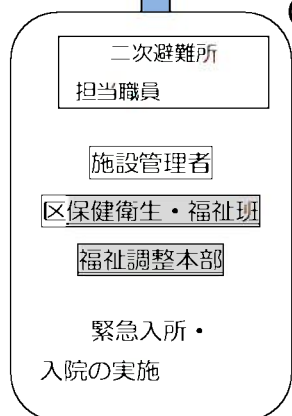 二次避難所
担当職員
施設管理者
区保健衛生・福祉班
福祉調整本部
緊急入所・
入院の実施